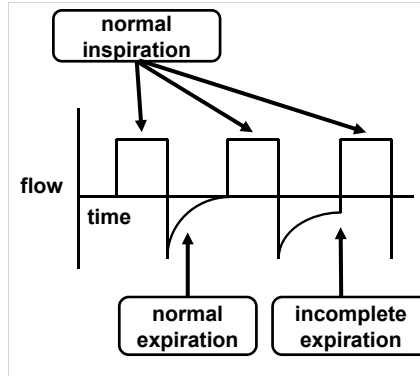 normal
inspiration
flow
time
normal
expiration
incomplete
expiration